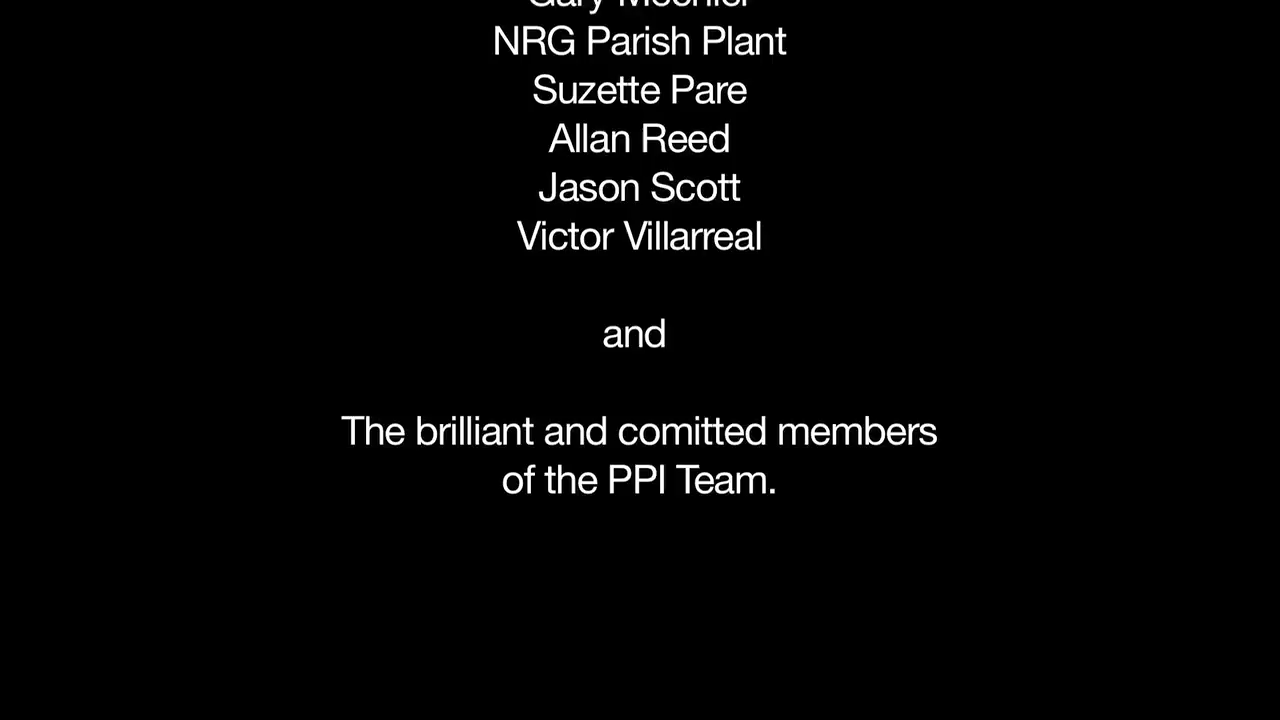 Gary
NRG Parish Plant
Suzette Pare
Allan Reed
Jason Scott
Victor Villarreal
and
The brilliant and comitted members
of the PPI Team.